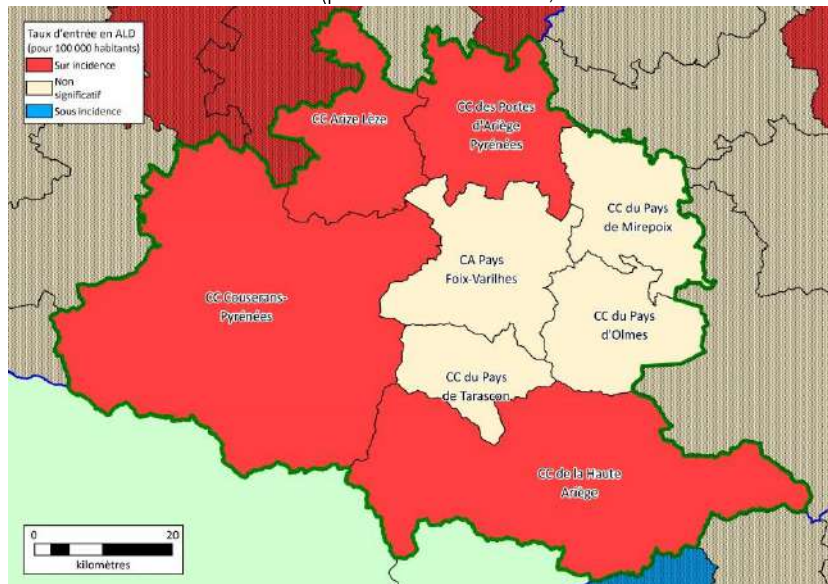 Taux d'entrée en ALD
(pour 100 000 habitants)
Sur incidence
Non
significatif
Sous incidence
CC Arize Lèze
CC des Portes
d'Ariège
Pyrénées
CC du Pays
de Mirepoix
CA Pays
Foix-Varilhes
CC Couserans-
Pyrénées
CC du Pays
d'Olmes
CC du Pays
de Tarascon
CC de la Haute
Ariège
0 20
kilomètres